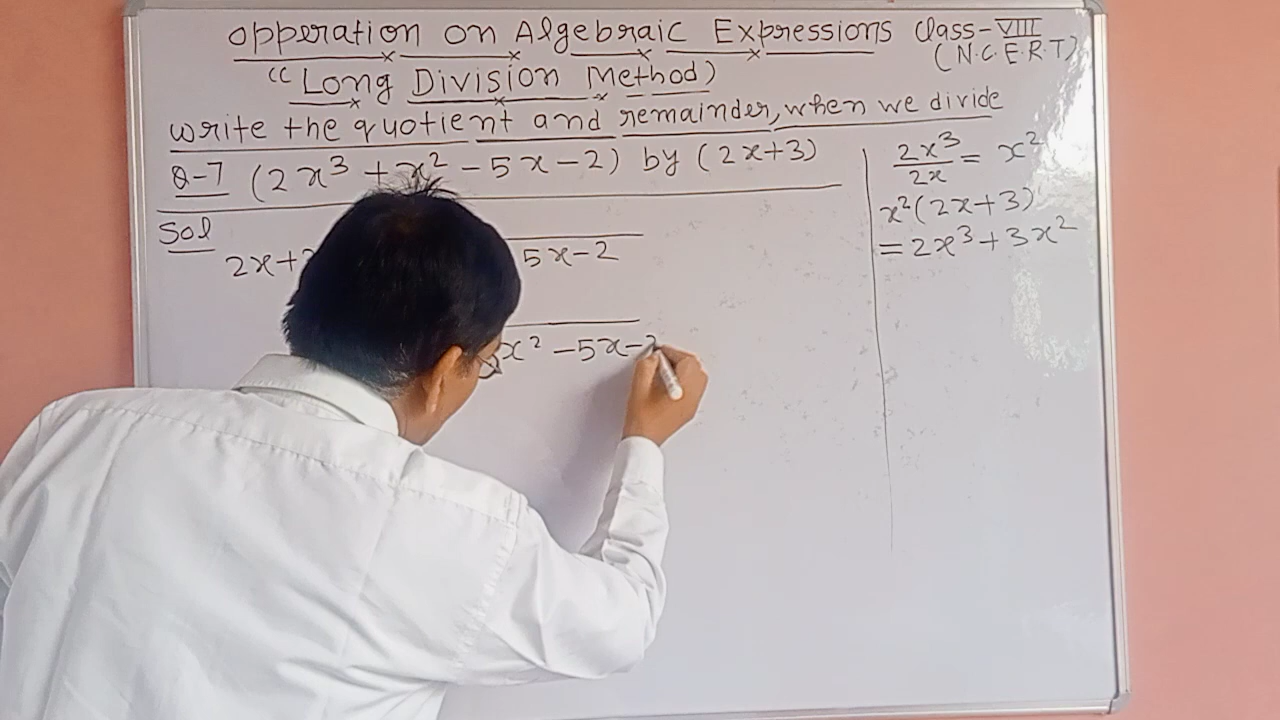 Opperation on Algebraic Expressions Class-VIII
(N.C.E.R.T)
"Long Division Method)
write the quotient and remainder, when we divide
Q-7 (2x³ + x² - 5x - 2) by (2x+3)
Sol
2x+
5x-2
x² - 5x -
2x³/2x = x²
x²(2x+3)
= 2x³ + 3x²